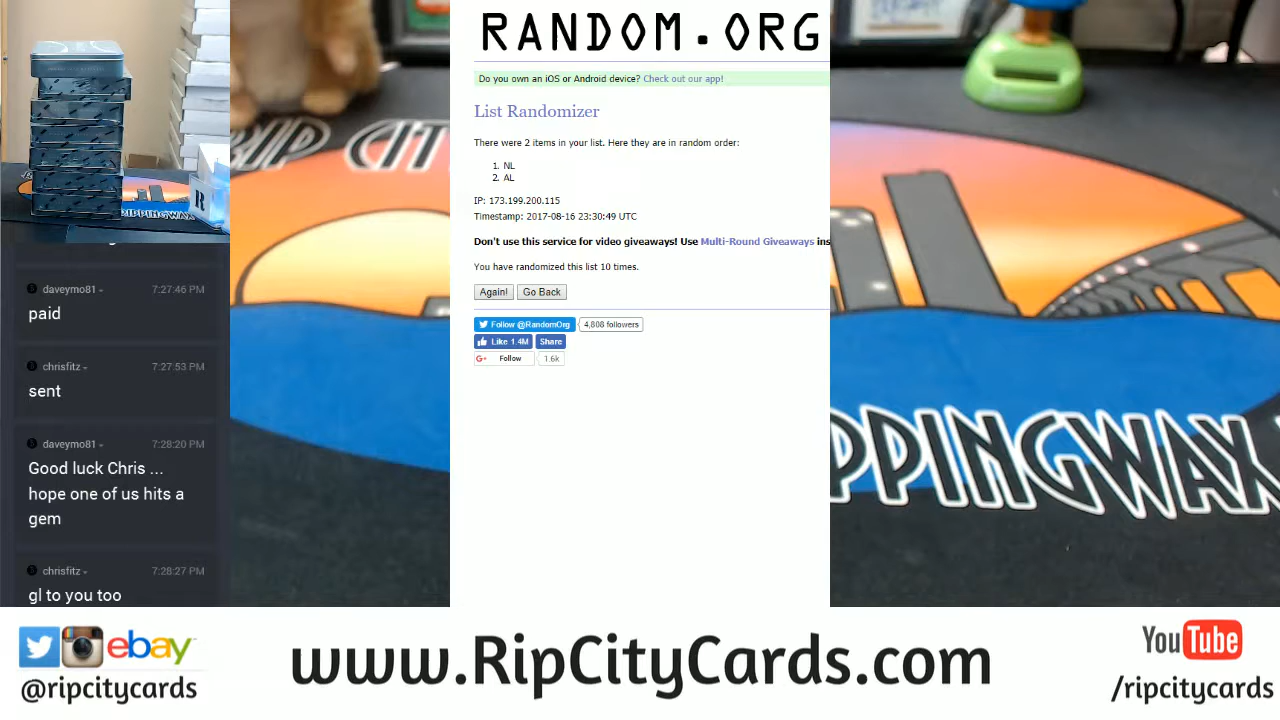 RANDOM.ORG
Do you own an iOS or Android device? Check out our app!
List Randomizer
There were 2 items in your list. Here they are in random order:
1. NL
2. AL
IP: 173.199.200.115
Timestamp: 2017-08-16 23:30:49 UTC
Don't use this service for video giveaways! Use Multi-Round Giveaways ins
You have randomized this list 10 times.
Again! Go Back
Follow @RandomOrg 4,808 followers
Like 1.4M Share
G+ Follow 1.6k
daveymo81 7:27:46 PM
paid
chrisfitz 7:27:53 PM
sent
daveymo81 7:28:20 PM
Good luck Chris ...
hope one of us hits a
gem
chrisfitz 7:28:27 PM
gl to you too
RIP CIT
R
RIPPINGWAX
PPINGWAX
ebay
@ripcitycards
www.RipCityCards.com
YouTube
/ripcitycards